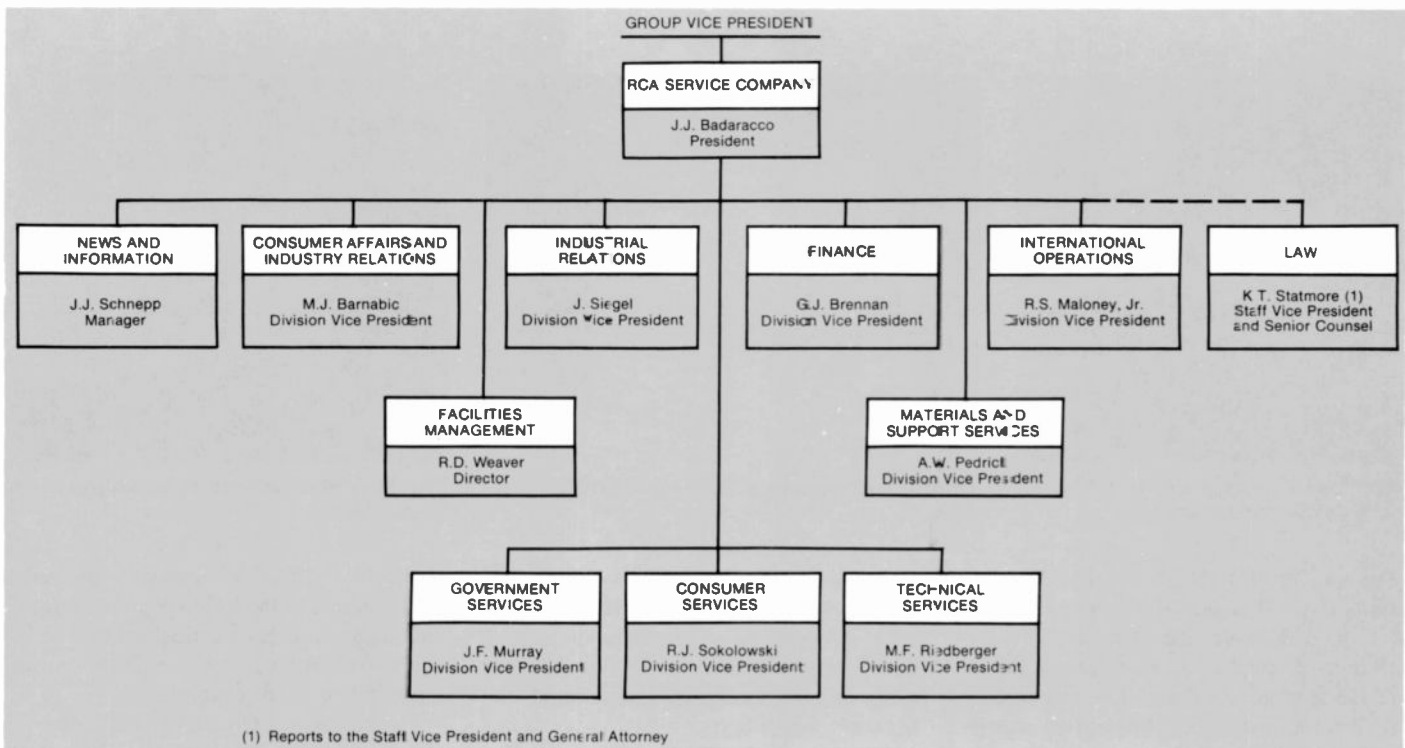 GROUP VICE PRESIDENT
RCA SERVICE COMPANY
J.J. Badaracco
President
NEWS AND
INFORMATION
J.J. Schnepp
Manager
CONSUMER AFFAIRS AND
INDUSTRY RELATIONS
M.J. Barnabic
Division Vice President
INDUSTRIAL
RELATIONS
J. Siegel
Division Vice President
FINANCE
G.J. Brennan
Division Vice President
INTERNATIONAL
OPERATIONS
R.S. Maloney, Jr.
Division Vice President
LAW
K.T. Statmore (1)
Staff Vice President
and Senior Counsel
FACILITIES
MANAGEMENT
R.D. Weaver
Director
MATERIALS AND
SUPPORT SERVICES
A.W. Pedrick
Division Vice President
GOVERNMENT
SERVICES
J.F. Murray
Division Vice President
CONSUMER
SERVICES
R.J. Sokolowski
Division Vice President
TECHNICAL
SERVICES
M.F. Riedberger
Division Vice President
(1) Reports to the Staff Vice President and General Attorney